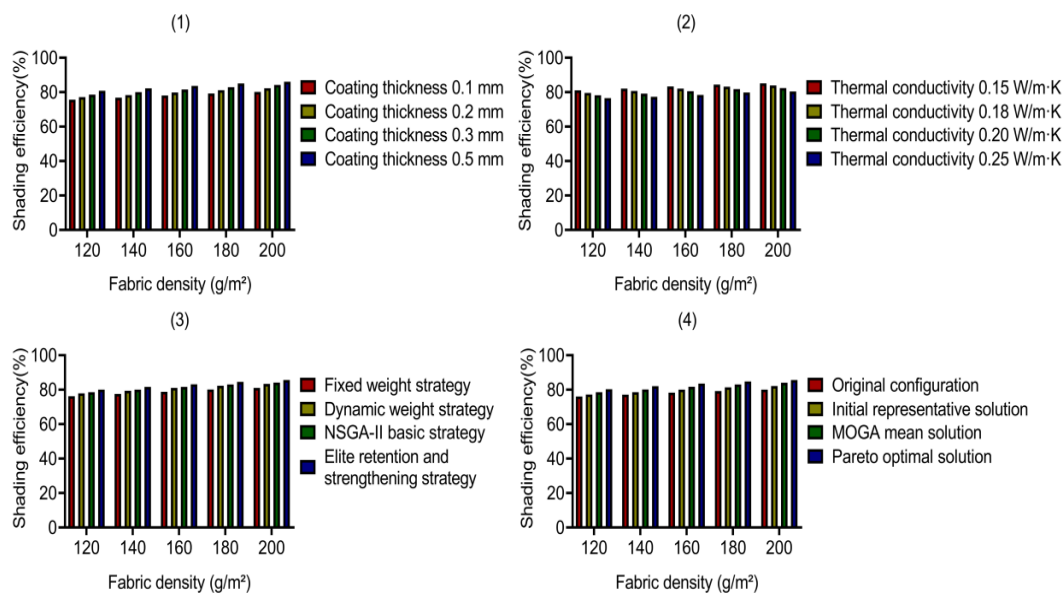 (1)
Shading efficiency(%)
100
80
60
40
20
0
120 140 160 180 200
Fabric density (g/m²)
Coating thickness 0.1 mm
Coating thickness 0.2 mm
Coating thickness 0.3 mm
Coating thickness 0.5 mm
(2)
Shading efficiency(%)
100
80
60
40
20
0
120 140 160 180 200
Fabric density (g/m²)
Thermal conductivity 0.15 W/m·K
Thermal conductivity 0.18 W/m·K
Thermal conductivity 0.20 W/m·K
Thermal conductivity 0.25 W/m·K
(3)
Shading efficiency(%)
100
80
60
40
20
0
120 140 160 180 200
Fabric density (g/m²)
Fixed weight strategy
Dynamic weight strategy
NSGA-II basic strategy
Elite retention and
strengthening strategy
(4)
Shading efficiency(%)
100
80
60
40
20
0
120 140 160 180 200
Fabric density (g/m²)
Original configuration
Initial representative solution
MOGA mean solution
Pareto optimal solution